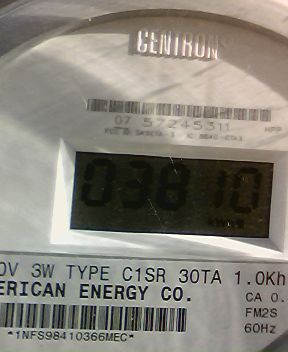 CENTRON
07 57245311
03810
0V 3W TYPE C1SR 30TA 1.0Kh
ERICAN ENERGY CO.
CA 0.
FM2S
60Hz
*1NFS98410366MEC*